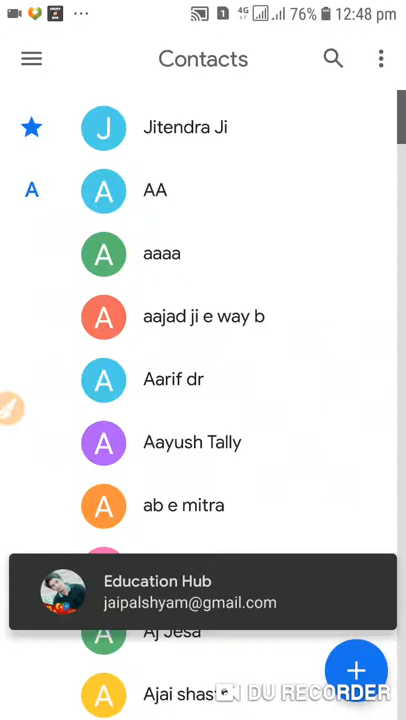 4G 76% 12:48 pm
Contacts
J Jitendra Ji
A A AA
A aaaa
A aajad ji e way b
A Aarif dr
A Aayush Tally
A ab e mitra
Education Hub
jaipalshyam@gmail.com
A Aj Jesa
A Ajai shast
DU RECORDER